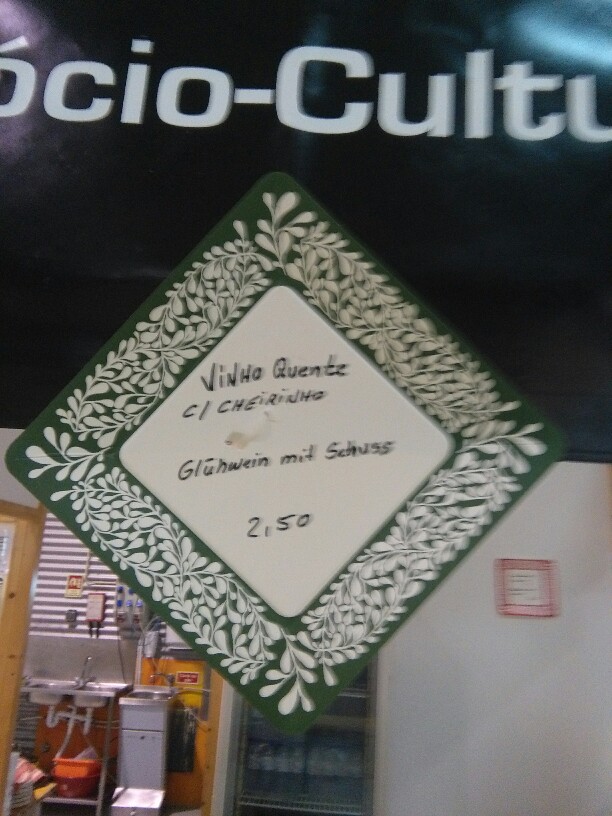 ócio-Cultu
Vinho Quente
c/ CHEIRINHO
Glühwein mit Schuss
2,50